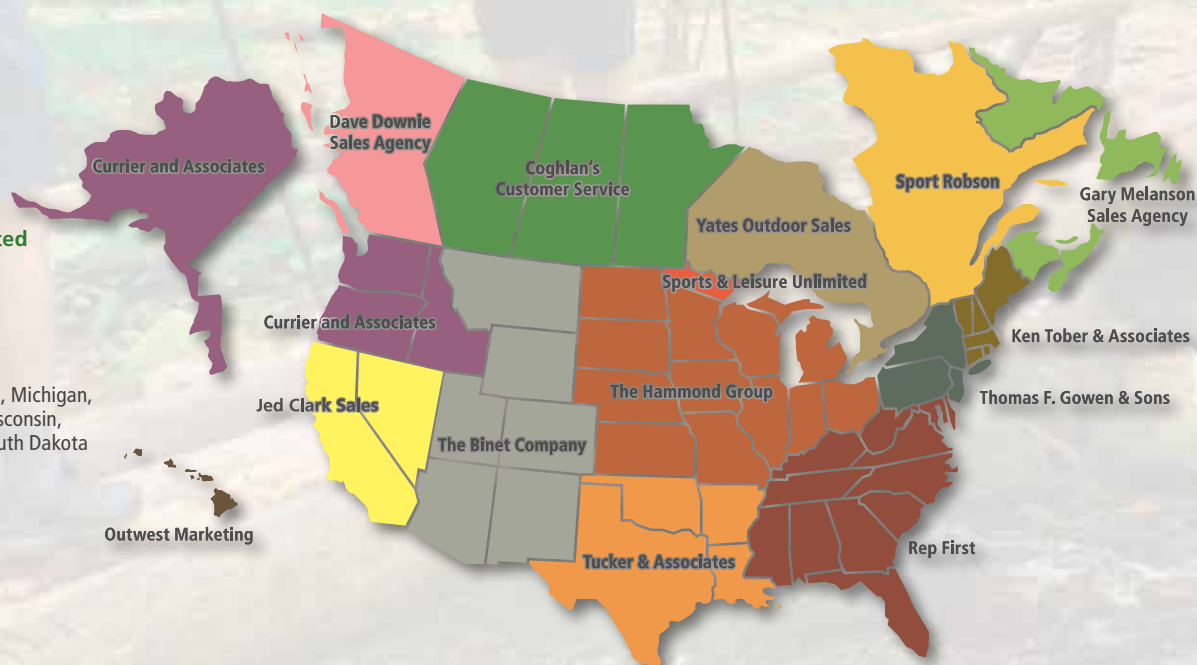 Dave Downie
Sales Agency
Currier and Associates
Coghlan's
Customer Service
Sport Robson
Gary Melanson
Sales Agency
Yates Outdoor Sales
ted
Sports & Leisure Unlimited
Currier and Associates
Ken Tober & Associates
, Michigan,
sconsin,
uth Dakota
Jed Clark Sales
The Hammond Group
Thomas F. Gowen & Sons
The Binet Company
Outwest Marketing
Tucker & Associates
Rep First